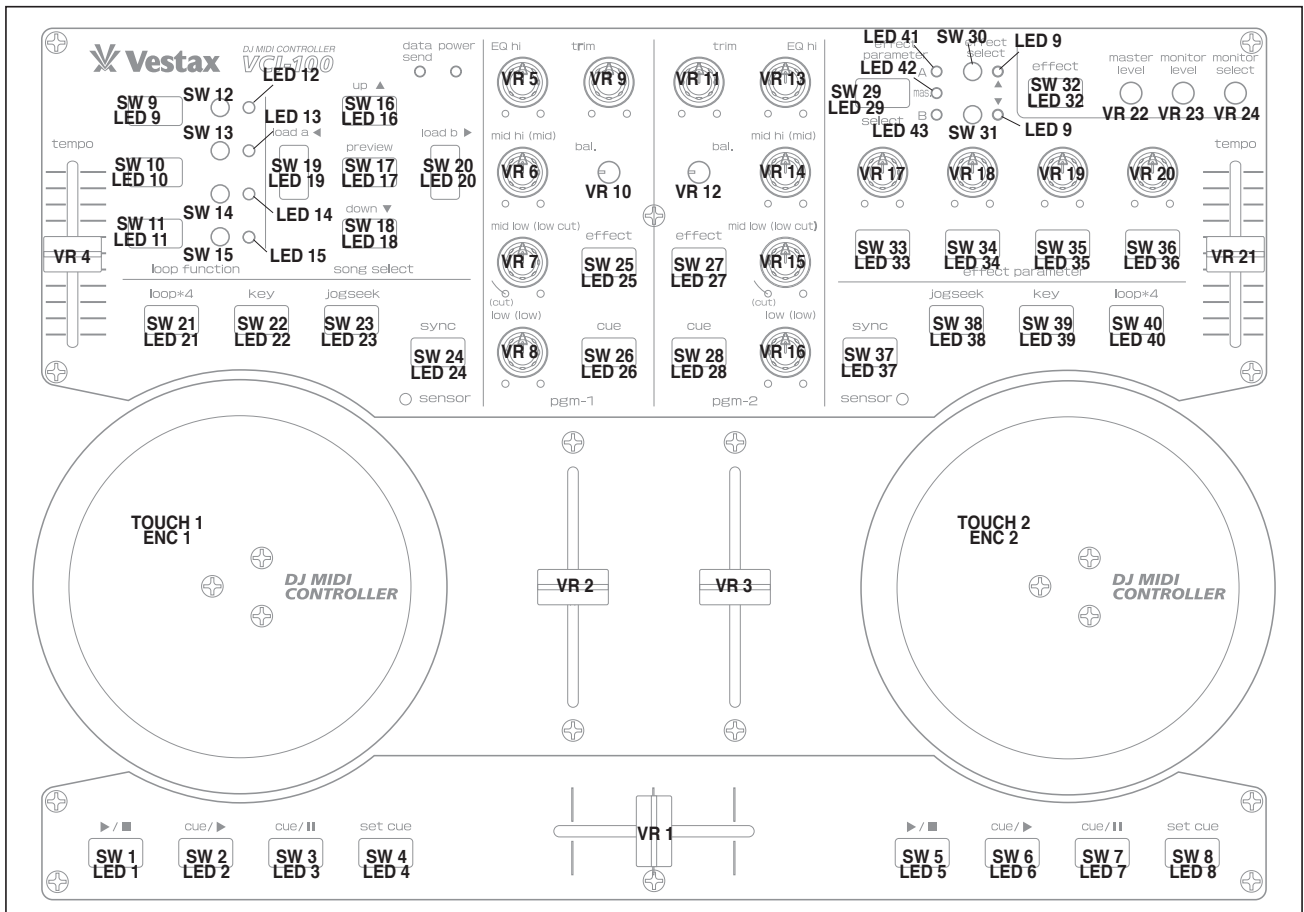 Vestax
DJ MIDI CONTROLLER
VCI-100
data send
power
LED 12
SW 9
LED 9
SW 12
LED 13
SW 13
SW 10
LED 10
SW 14
LED 14
SW 11
LED 11
SW 15
LED 15
loop function
tempo
VR 4
up ▲
SW 16
LED 16
load a ◀
SW 19
LED 19
preview
SW 17
LED 17
load b ▶
SW 20
LED 20
down ▼
SW 18
LED 18
song select
loop*4
SW 21
LED 21
key
SW 22
LED 22
jogseek
SW 23
LED 23
sync
SW 24
LED 24
sensor
EQ hi
VR 5
trim
VR 9
mid hi (mid)
VR 6
bal.
VR 10
mid low (low cut)
VR 7
(cut)
effect
SW 25
LED 25
low (low)
VR 8
cue
SW 26
LED 26
pgm-1
trim
VR 11
EQ hi
VR 13
bal.
VR 12
mid hi (mid)
VR 14
effect
SW 27
LED 27
mid low (low cut)
VR 15
(cut)
cue
SW 28
LED 28
low (low)
VR 16
pgm-2
LED 41
SW 30
LED 9
effect parameter
effect select
LED 42
A
mas.
B
SW 29
LED 29
select
LED 43
▲
▼
SW 31
LED 9
effect
SW 32
LED 32
master level
VR 22
monitor level
VR 23
monitor select
VR 24
VR 17
VR 18
VR 19
VR 20
SW 33
LED 33
SW 34
LED 34
SW 35
LED 35
SW 36
LED 36
effect parameter
tempo
VR 21
jogseek
SW 38
LED 38
key
SW 39
LED 39
loop*4
SW 40
LED 40
sync
SW 37
LED 37
sensor
TOUCH 1
ENC 1
DJ MIDI
CONTROLLER
VR 2
VR 3
TOUCH 2
ENC 2
DJ MIDI
CONTROLLER
▶/■
SW 1
LED 1
cue/▶
SW 2
LED 2
cue/II
SW 3
LED 3
set cue
SW 4
LED 4
VR 1
▶/■
SW 5
LED 5
cue/▶
SW 6
LED 6
cue/II
SW 7
LED 7
set cue
SW 8
LED 8